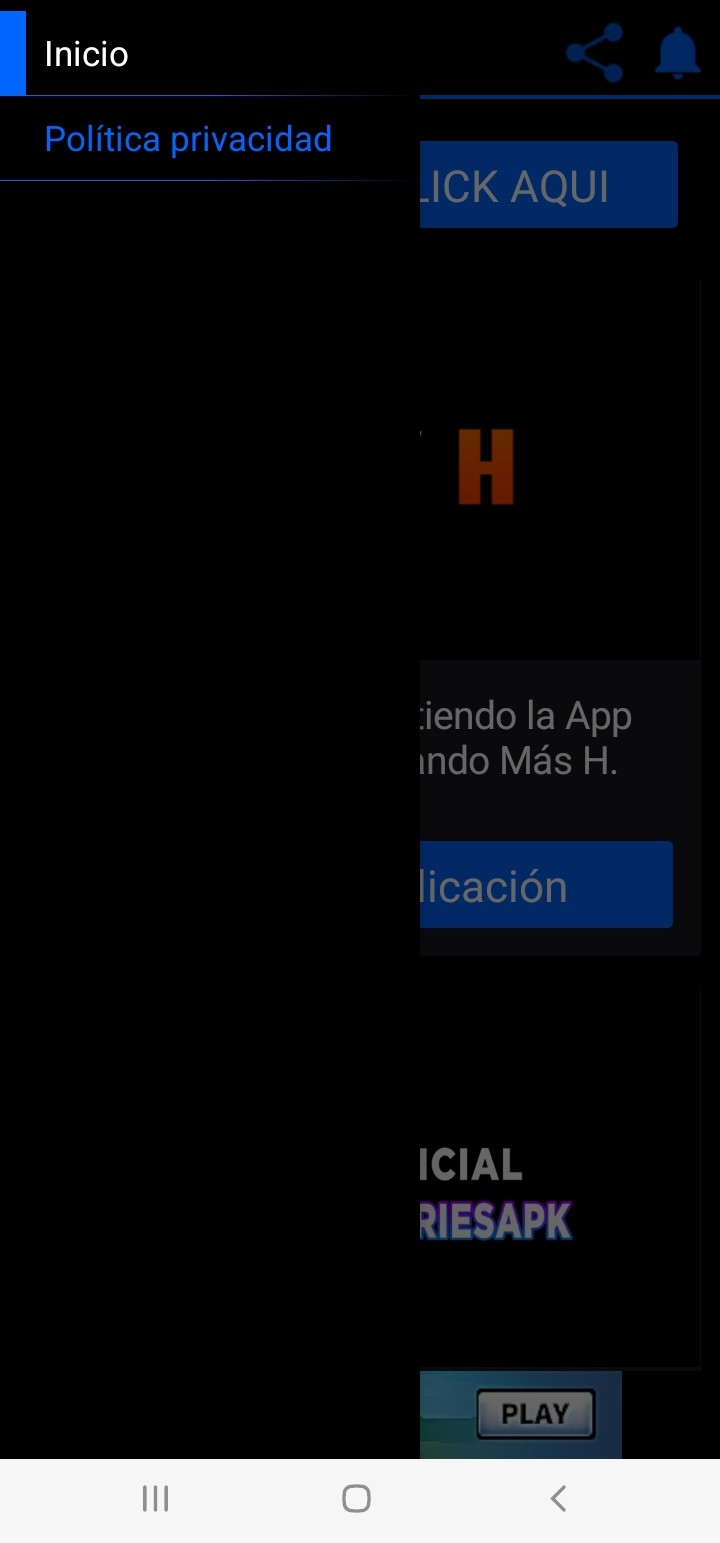 Inicio
Política privacidad
LICK AQUI
H
tiendo la App
ando Más H.
licación
ICIAL
RIESAPK
PLAY